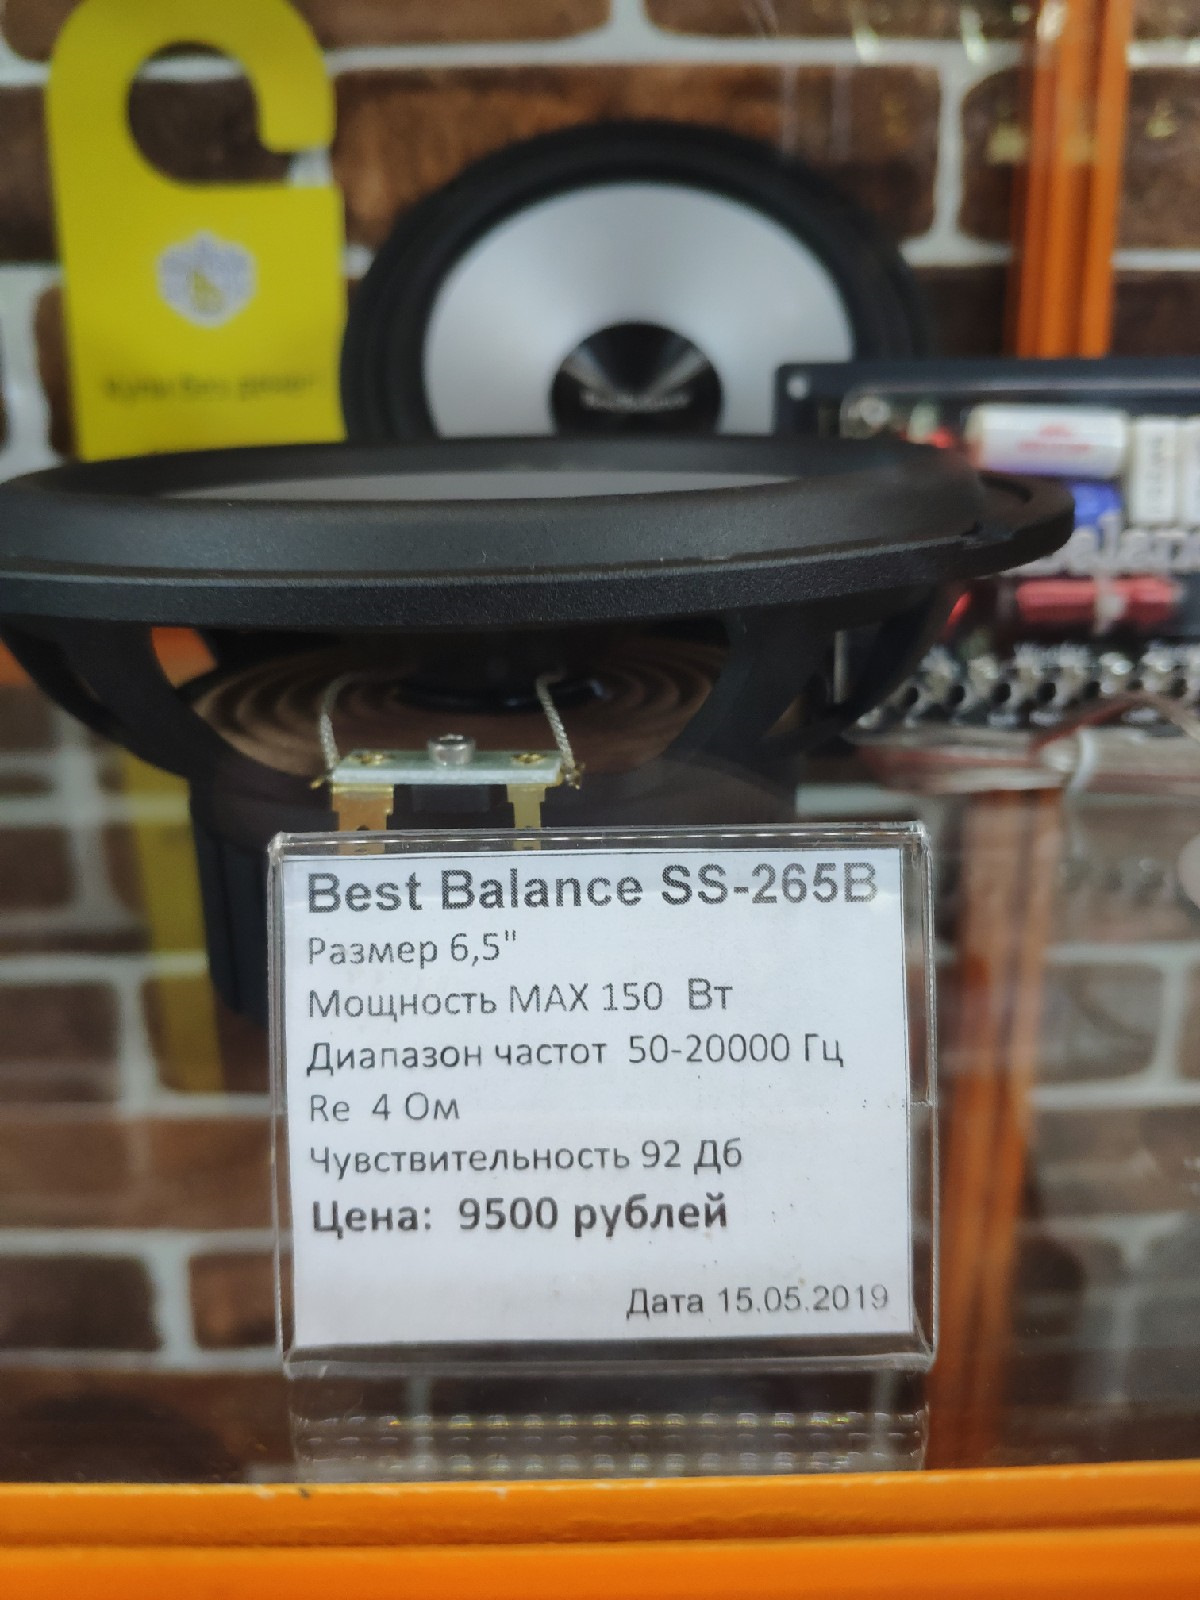 Best Balance SS-265B
Размер 6,5"
Мощность MAX 150 Вт
Диапазон частот 50-20000 Гц
Re 4 Ом
Чувствительность 92 Дб
Цена: 9500 рублей
Дата 15.05.2019